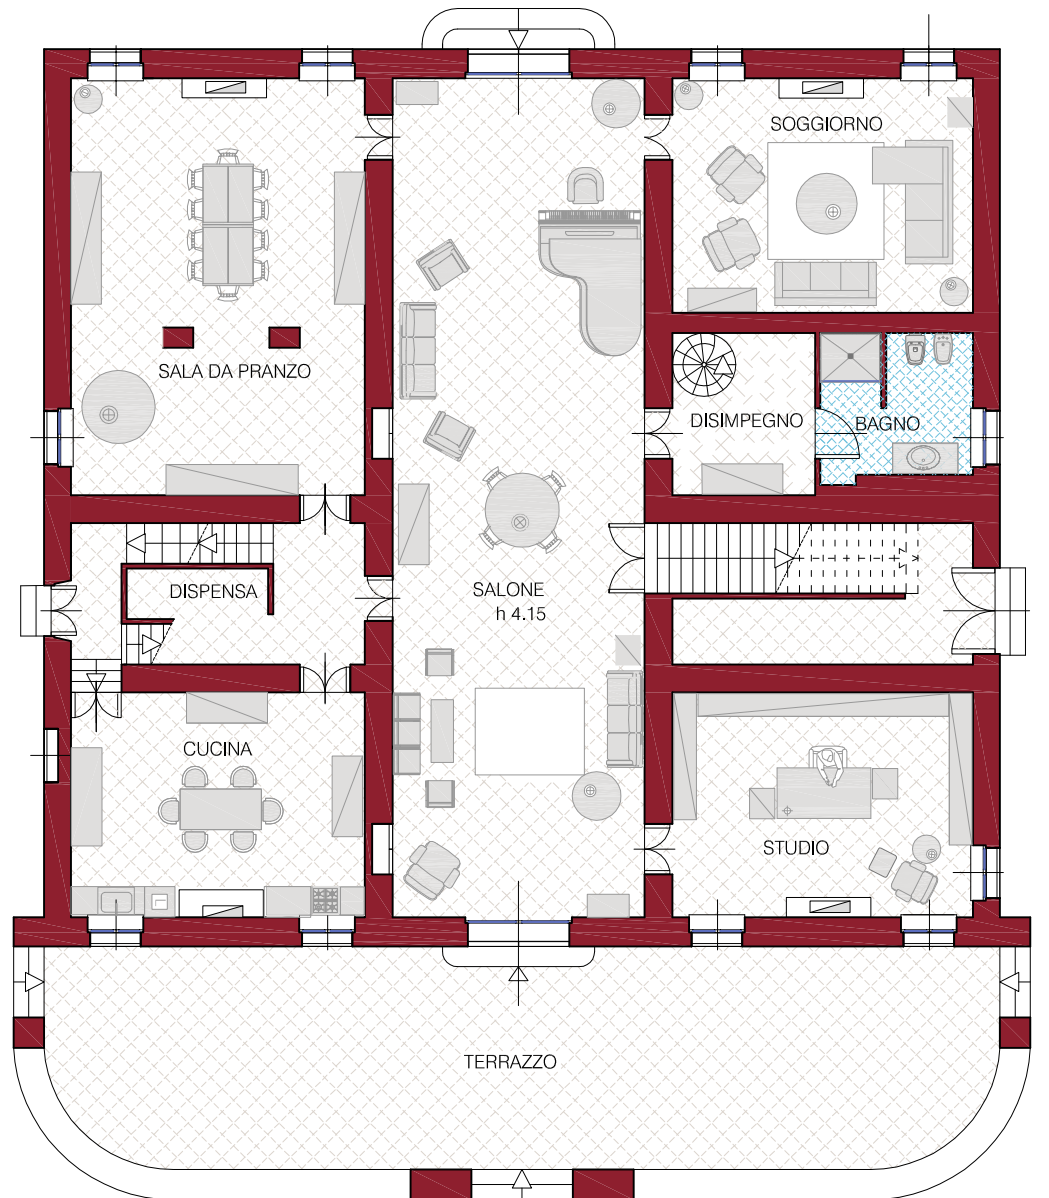 SOGGIORNO
SALA DA PRANZO
DISIMPEGNO
BAGNO
DISPENSA
SALONE
h 4.15
CUCINA
STUDIO
TERRAZZO